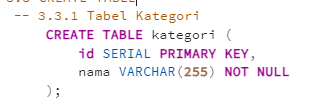 -- 3.3.1 Tabel Kategori
CREATE TABLE kategori (
id SERIAL PRIMARY KEY,
nama VARCHAR(255) NOT NULL
);